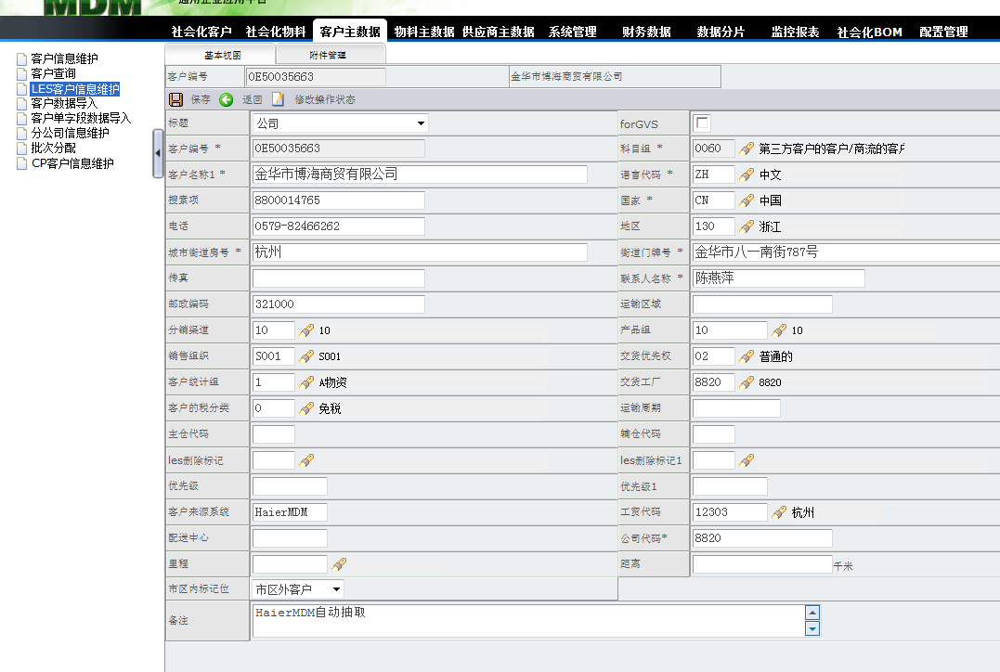 MDM
通用企业应用平台
社会化客户 社会化物料 客户主数据 物料主数据 供应商主数据 系统管理 财务数据 数据分片 监控报表 社会化BOM 配置管理
客户信息维护
客户查询
LES客户信息维护
客户数据导入
客户单字段数据导入
分公司信息维护
批次分配
CP客户信息维护
基本视图 附件管理
客户编号 0E50035663 金华市博海商贸有限公司
保存 返回 修改操作状态
标题 公司 forGVS
客户编号 * 0E50035663 科目组 * 0060 第三方客户的客户/商流的客户
客户名称1 * 金华市博海商贸有限公司 语言代码 * ZH 中文
搜索项 8800014765 国家 * CN 中国
电话 0579-82466262 地区 130 浙江
城市街道房号 * 杭州 街道门牌号 * 金华市八一南街787号
传真 联系人名称 * 陈燕萍
邮政编码 321000 运输区域
分销渠道 10 10 产品组 10 10
销售组织 S001 S001 交货优先权 02 普通的
客户统计组 1 A物资 交货工厂 8820 8820
客户的税分类 0 免税 运输周期
主仓代码 辅仓代码
les删除标记 les删除标记1
优先级 优先级1
客户来源系统 HaierMDM 工贸代码 12303 杭州
配送中心 公司代码* 8820
里程 距离 千米
市区内标记位 市区外客户
备注 HaierMDM自动抽取